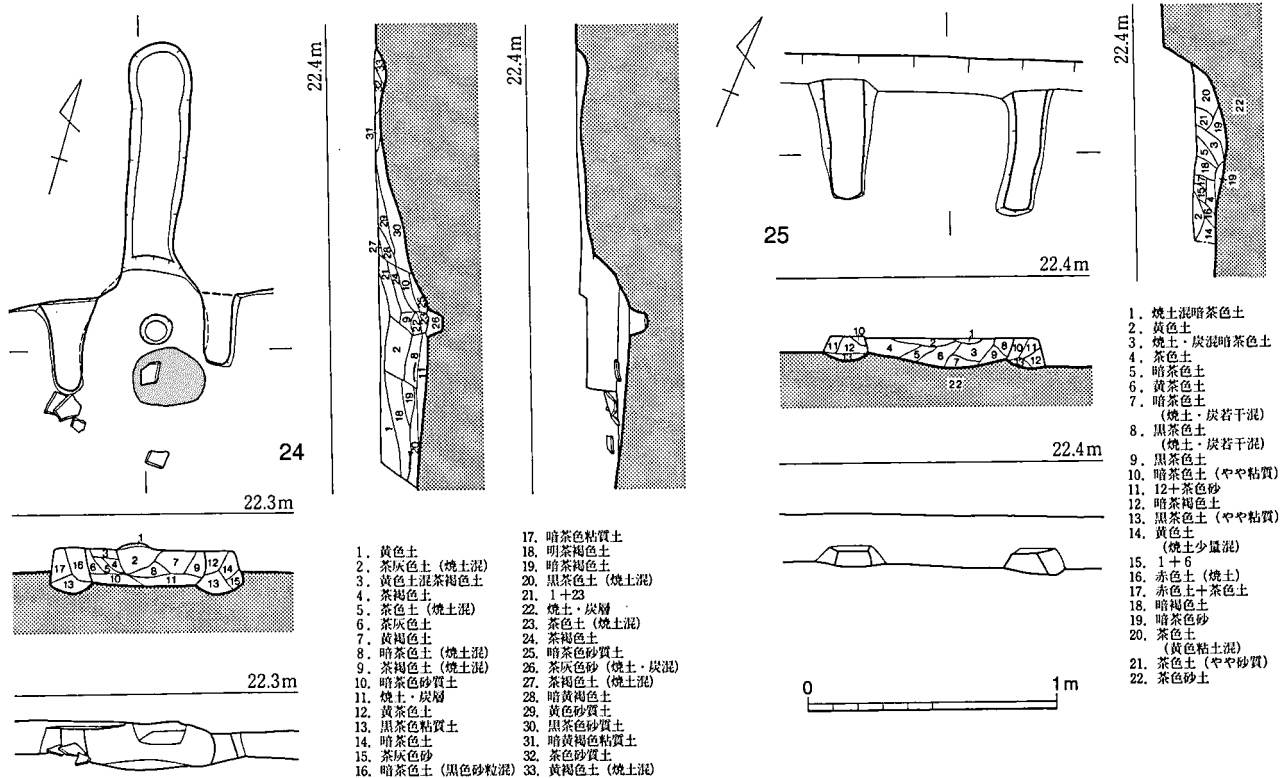 22.4m
22.4m
22.4m
24
25
22.4m
22.3m
22.4m
22.3m
1. 黄色土
2. 茶灰色土 (焼土混)
3. 黄色土混茶褐色土
4. 茶褐色土
5. 茶色土 (焼土混)
6. 茶灰色土
7. 黄褐色土
8. 暗茶色土 (焼土混)
9. 茶褐色土 (焼土混)
10. 暗茶色砂質土
11. 焼土・炭層
12. 黄茶色土
13. 黒茶色粘質土
14. 暗茶色土
15. 茶灰色砂
16. 暗茶色土 (黒色砂粒混)
17. 暗茶色粘質土
18. 明茶褐色土
19. 暗茶褐色土
20. 黒茶色土 (焼土混)
21. 1+23
22. 焼土・炭層
23. 茶色土 (焼土混)
24. 茶褐色土
25. 暗茶色砂質土
26. 茶灰色砂 (焼土・炭混)
27. 茶褐色土 (焼土混)
28. 暗黄褐色土
29. 黄色砂質土
30. 黒茶色砂質土
31. 暗黄褐色粘質土
32. 茶色砂質土
33. 黄褐色土 (焼土混)
1. 焼土混暗茶色土
2. 黄色土
3. 焼土・炭混暗茶色土
4. 茶色土
5. 暗茶色土
6. 黄茶色土
7. 暗茶色土
(焼土・炭若干混)
8. 黒茶色土
(焼土・炭若干混)
9. 黒茶色土
10. 暗茶色土 (やや粘質)
11. 12+茶色砂
12. 暗茶褐色土
13. 黒茶色土 (やや粘質)
14. 黄色土
(焼土少量混)
15. 1+6
16. 赤色土 (焼土)
17. 赤色土+茶色土
18. 暗褐色土
19. 暗茶色砂
20. 茶色土
(黄色粘土混)
21. 茶色土 (やや砂質)
22. 茶色砂土
0 1m